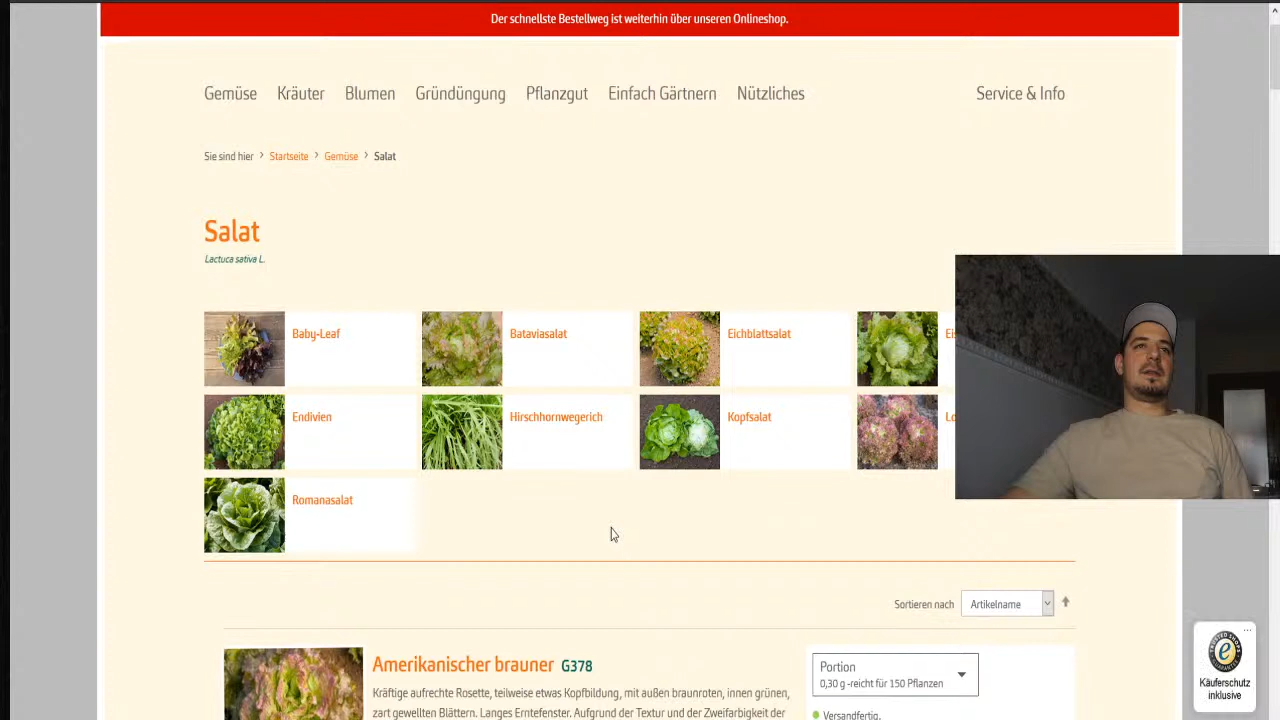 Der schnellste Bestellweg ist weiterhin über unseren Onlineshop.
Gemüse Kräuter Blumen Gründüngung Pflanzgut Einfach Gärtnern Nützliches Service & Info
Sie sind hier > Startseite > Gemüse > Salat
Salat
Lactuca sativa L.
Baby-Leaf Bataviasalat Eichblattsalat
Endivien Hirschhornwegerich Kopfsalat
Romanasalat
Sortieren nach Artikelname
Amerikanischer brauner G378
Kräftige aufrechte Rosette, teilweise etwas Kopfbildung, mit außen braunroten, innen grünen,
zart gewellten Blättern. Langes Erntefenster. Aufgrund der Textur und der Zweifarbigkeit der
Portion
0,30 g -reicht für 150 Pflanzen
Versandfertig.
Käuferschutz
inklusive